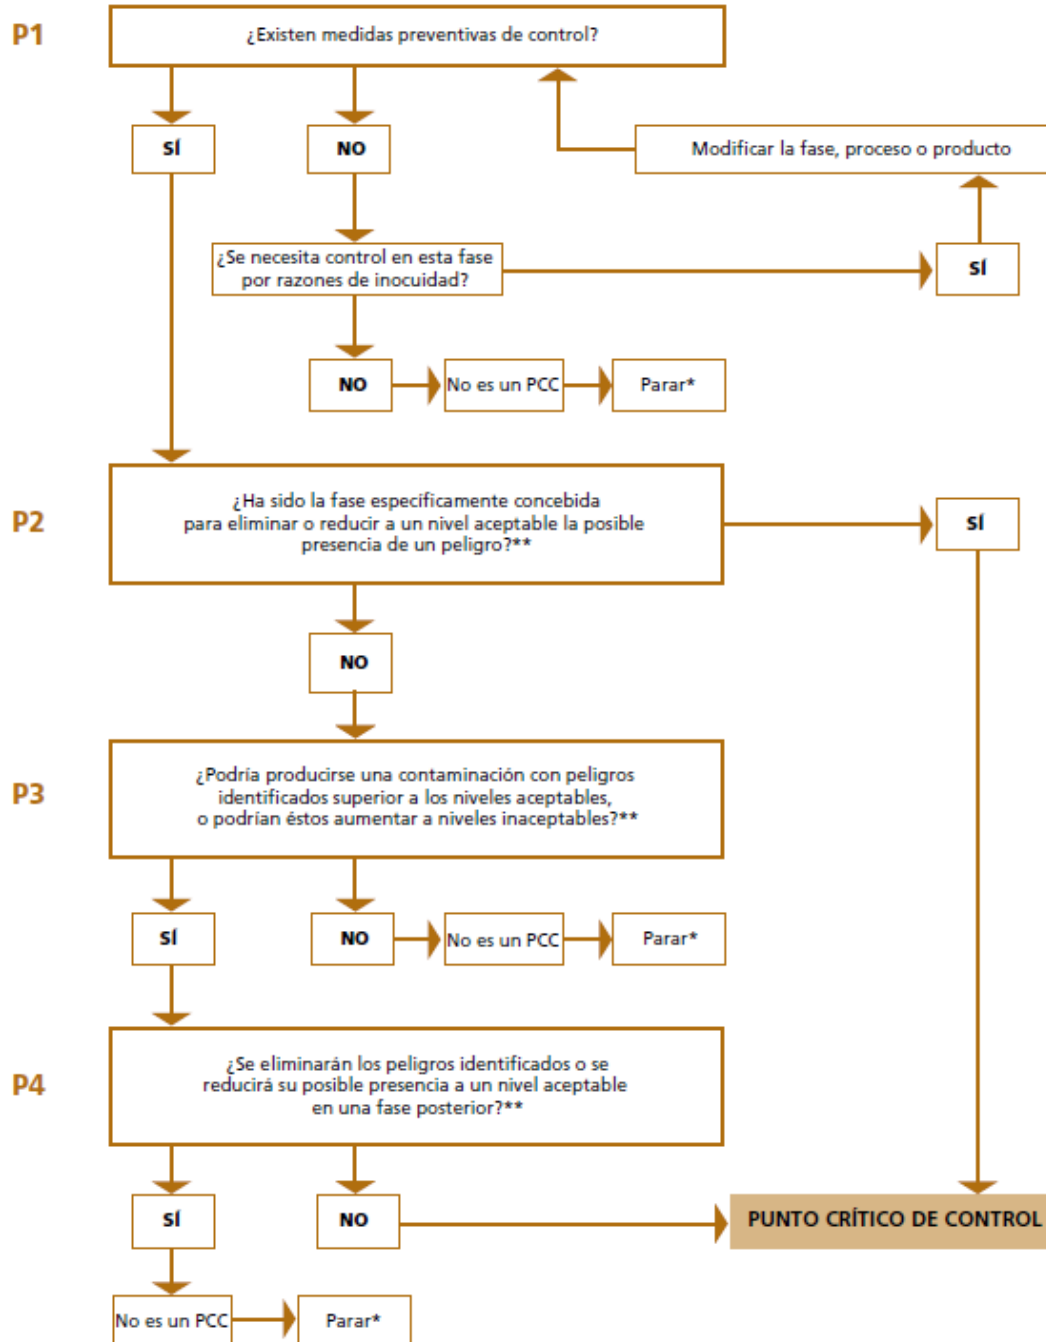 P1
¿Existen medidas preventivas de control?
SÍ
NO
Modificar la fase, proceso o producto
¿Se necesita control en esta fase
por razones de inocuidad?
SÍ
NO
No es un PCC
Parar*
P2
¿Ha sido la fase específicamente concebida
para eliminar o reducir a un nivel aceptable la posible
presencia de un peligro?**
SÍ
NO
P3
¿Podría producirse una contaminación con peligros
identificados superior a los niveles aceptables,
o podrían éstos aumentar a niveles inaceptables?**
SÍ
NO
No es un PCC
Parar*
P4
¿Se eliminarán los peligros identificados o se
reducirá su posible presencia a un nivel aceptable
en una fase posterior?**
SÍ
NO
PUNTO CRÍTICO DE CONTROL
No es un PCC
Parar*